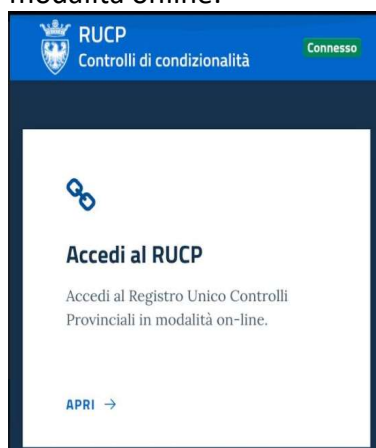 modalità online.
RUCP
Controlli di condizionalità
Connesso
Accedi al RUCP
Accedi al Registro Unico Controlli
Provinciali in modalità on-line.
APRI →